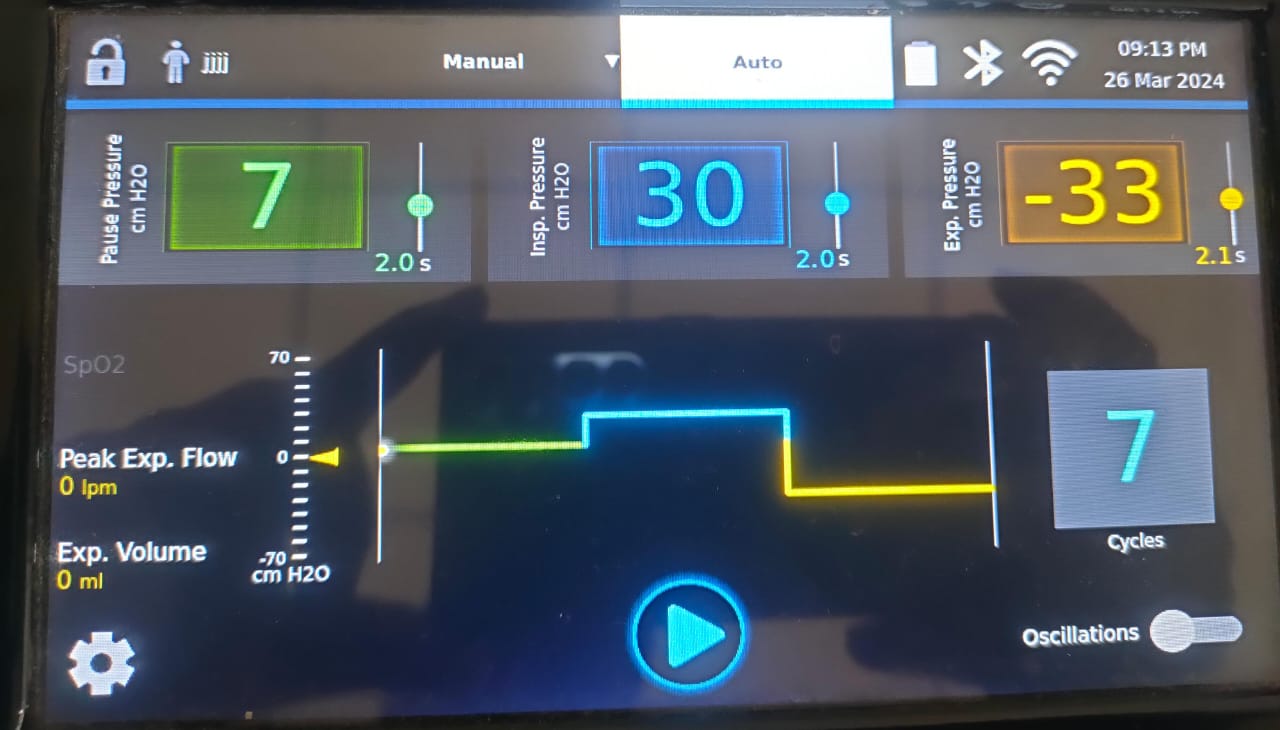 jjjj
Manual
Auto
09:13 PM
26 Mar 2024
Pause Pressure
cm H2O
7
2.0 s
Insp. Pressure
cm H2O
30
2.0 s
Exp. Pressure
cm H2O
-33
2.1 s
SpO2
Peak Exp. Flow
0 lpm
Exp. Volume
0 ml
70
0
-70
cm H2O
7
Cycles
Oscillations